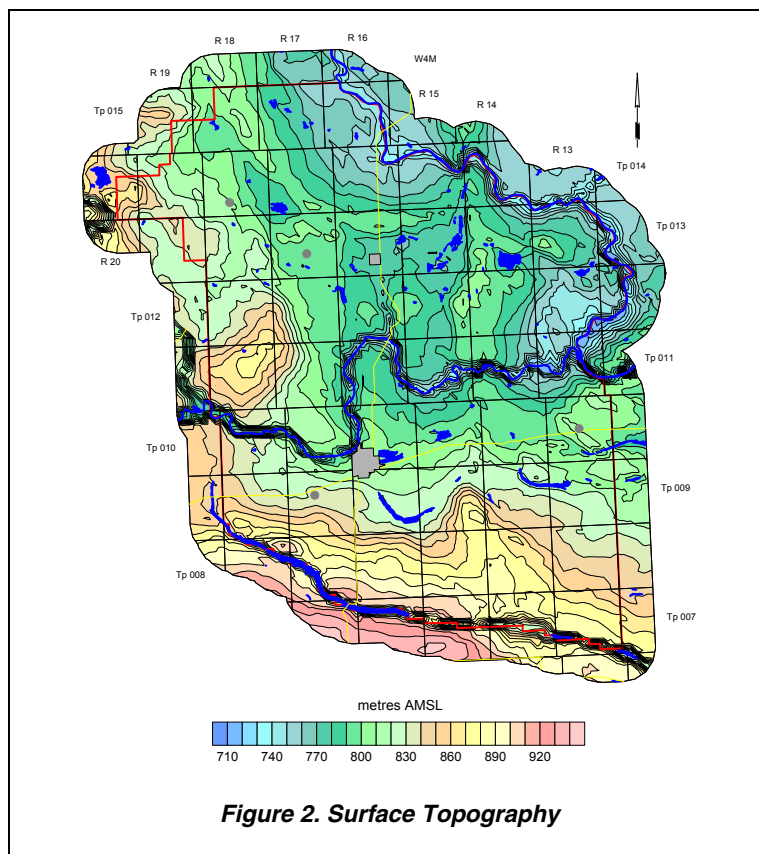 R 18
R 17
R 16
W4M
R 19
R 15
Tp 015
R 14
R 13
Tp 014
Tp 013
R 20
Tp 012
Tp 011
Tp 010
Tp 009
Tp 008
Tp 007
metres AMSL
710 740 770 800 830 860 890 920
Figure 2. Surface Topography